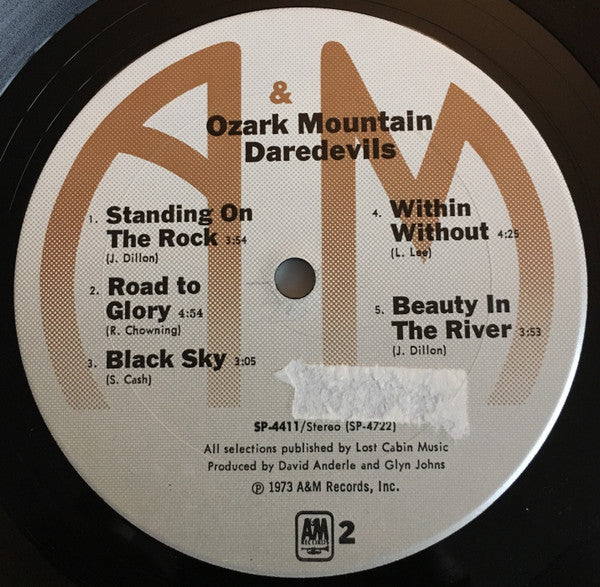 A & M
Ozark Mountain
Daredevils
1. Standing On
The Rock 3:54
(J. Dillon)
2. Road to
Glory 4:54
(R. Chowning)
3. Black Sky 3:05
(S. Cash)
4. Within
Without 4:25
(L. Lee)
5. Beauty In
The River 3:53
(J. Dillon)
SP-4411/Stereo (SP-4722)
All selections published by Lost Cabin Music
Produced by David Anderle and Glyn Johns
℗ 1973 A&M Records, Inc.
A&M
RECORDS
2